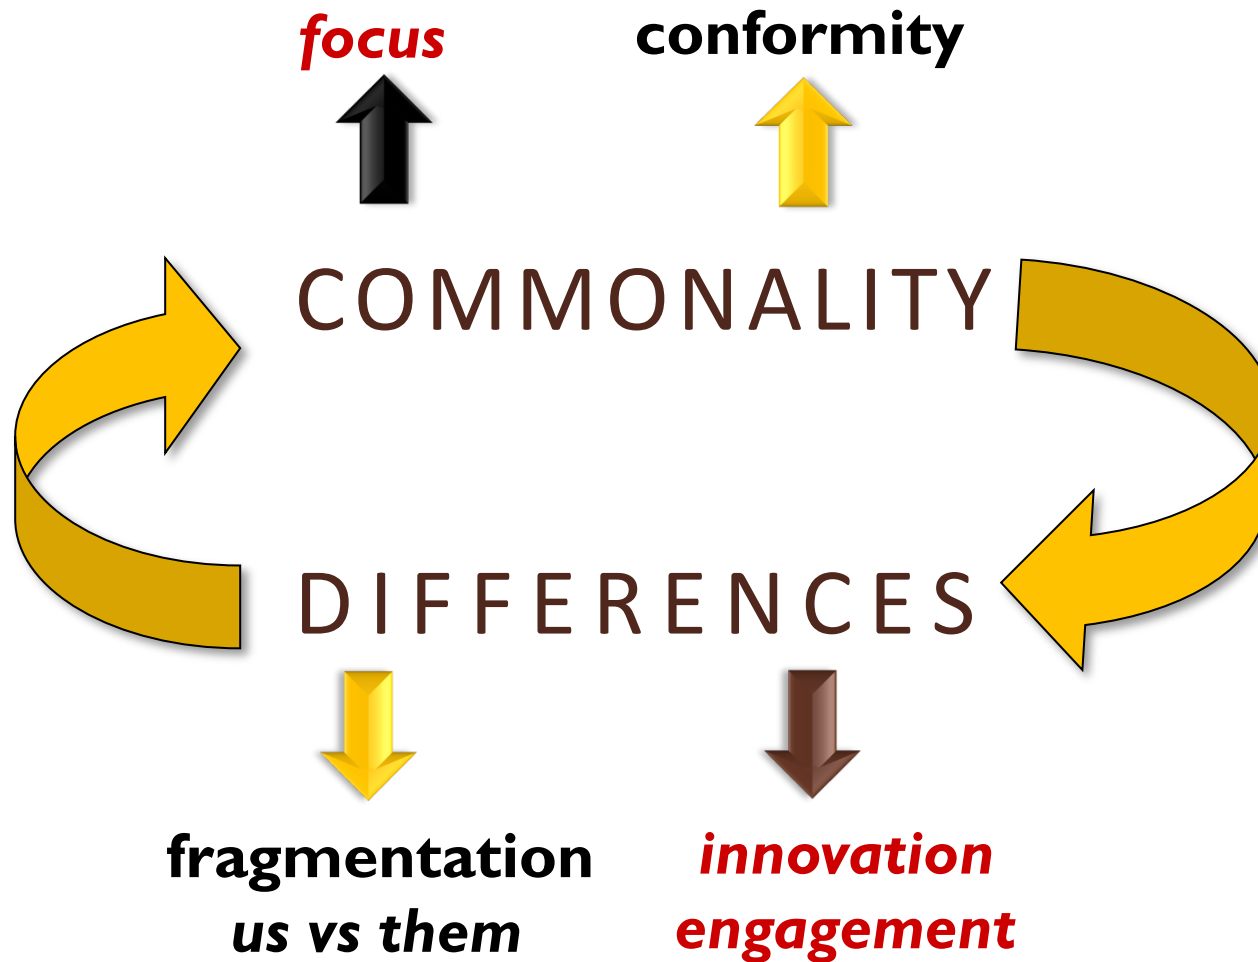 focus conformity
COMMONALITY
DIFFERENCES
fragmentation innovation
us vs them engagement